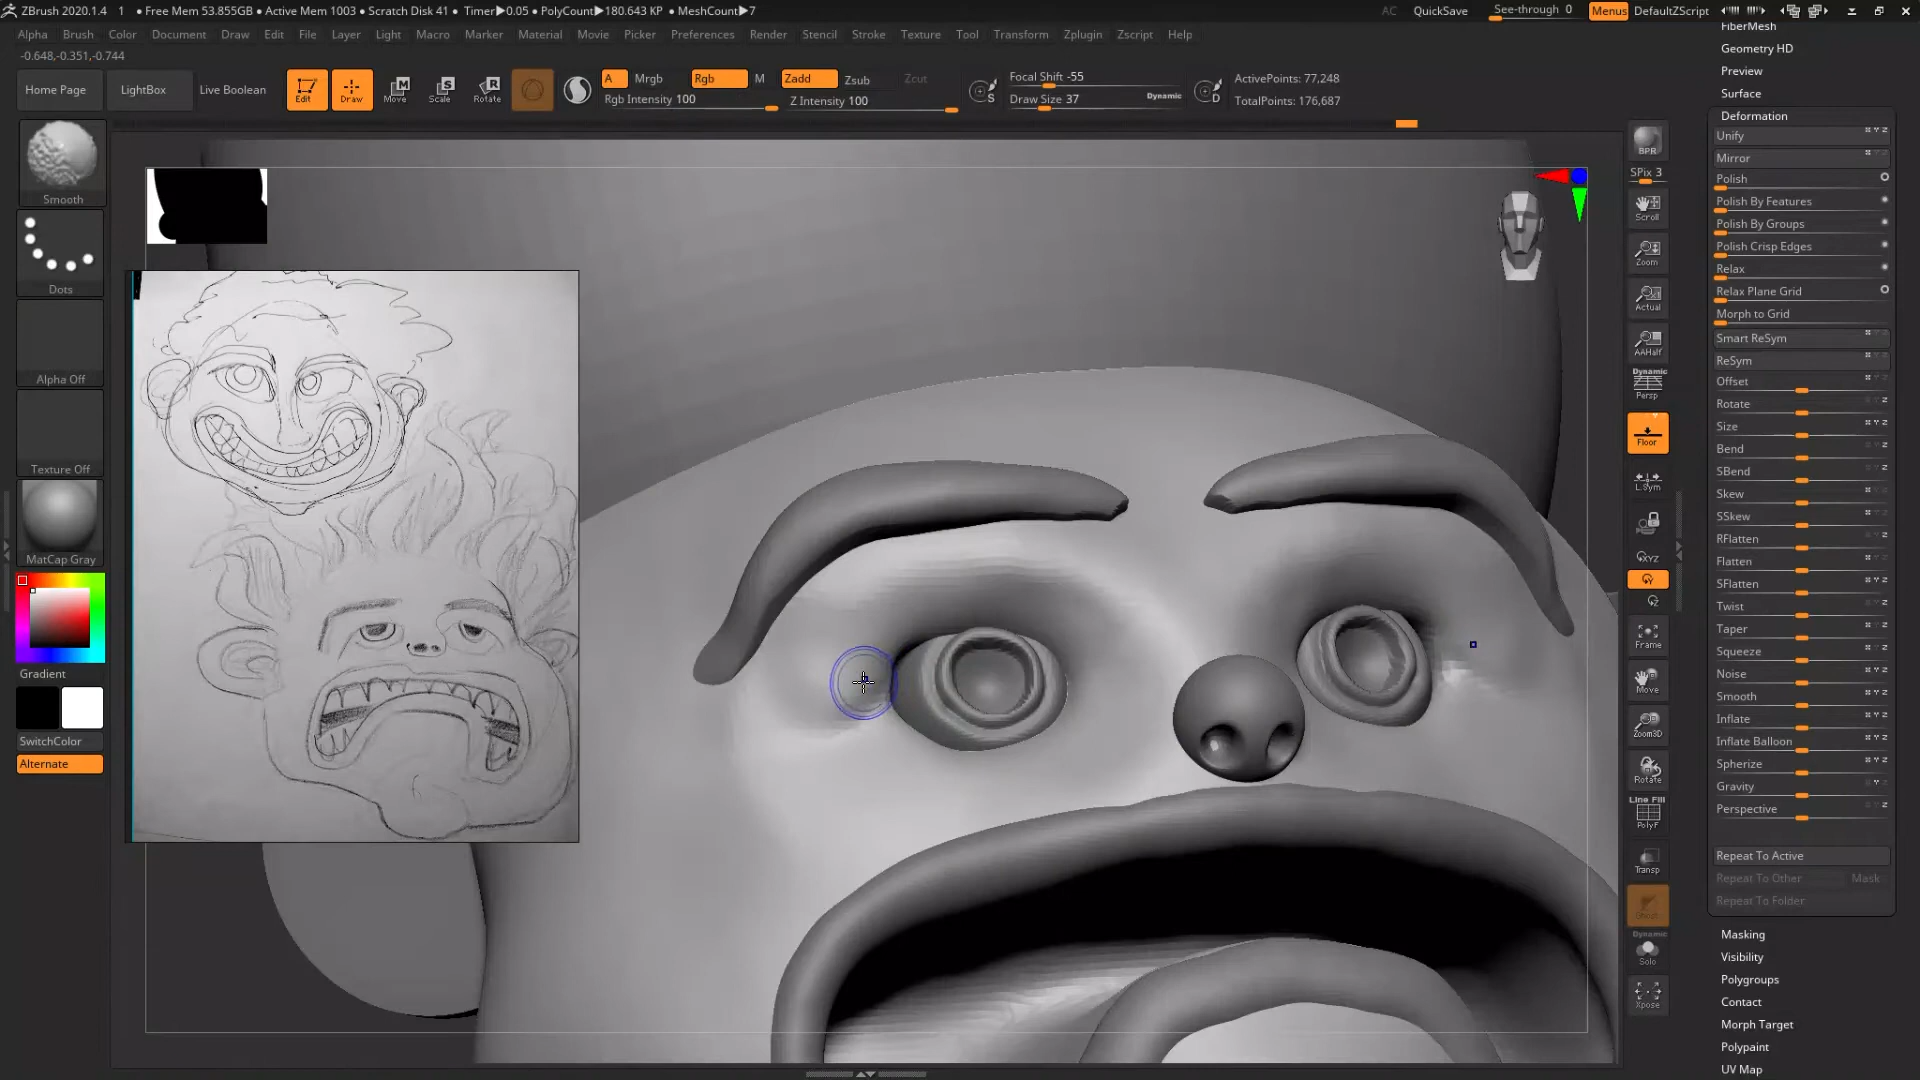 ZBrush 2020.4.1 1 • Free Mem 53.855GB • Active Mem 1003 • Scratch Disk 41 • Timer▶0.05 • PolyCount▶180.643 KP • MeshCount▶7
AC QuickSave See-through 0 Menus DefaultZScript
Alpha Brush Color Document Draw Edit File Layer Light Macro Marker Material Movie Picker Preferences Render Stencil Stroke Texture Tool Transform Zplugin Zscript Help
-0.648,-0.351,-0.744
Home Page LightBox Live Boolean
Edit Draw Move Scale Rotate
A Mrgb Rgb M Zadd Zsub Zcut
Rgb Intensity 100 Z Intensity 100
S
Focal Shift -55
Draw Size 37 Dynamic
D
ActivePoints: 77,248
TotalPoints: 176,687
Smooth
Dots
Alpha Off
Texture Off
MatCap Gray
Gradient
SwitchColor
Alternate
BPR
SPix 3
Scroll
Zoom
Actual
AAHalf
Dynamic
Persp
Floor
L.Sym
Frame
Move
Zoom3D
Rotate
Line Fill
PolyF
Transp
Ghost
Dynamic
Solo
Xpose
FiberMesh
Geometry HD
Preview
Surface
Deformation
Unify
Mirror
Polish
Polish By Features
Polish By Groups
Polish Crisp Edges
Relax
Relax Plane Grid
Morph to Grid
Smart ReSym
ReSym
Offset
Rotate
Size
Bend
SBend
Skew
SSkew
RFlatten
Flatten
SFlatten
Twist
Taper
Squeeze
Noise
Smooth
Inflate
Inflate Balloon
Spherize
Gravity
Perspective
Repeat To Active
Repeat To Other Mask
Repeat To Folder
Masking
Visibility
Polygroups
Contact
Morph Target
Polypaint
UV Map